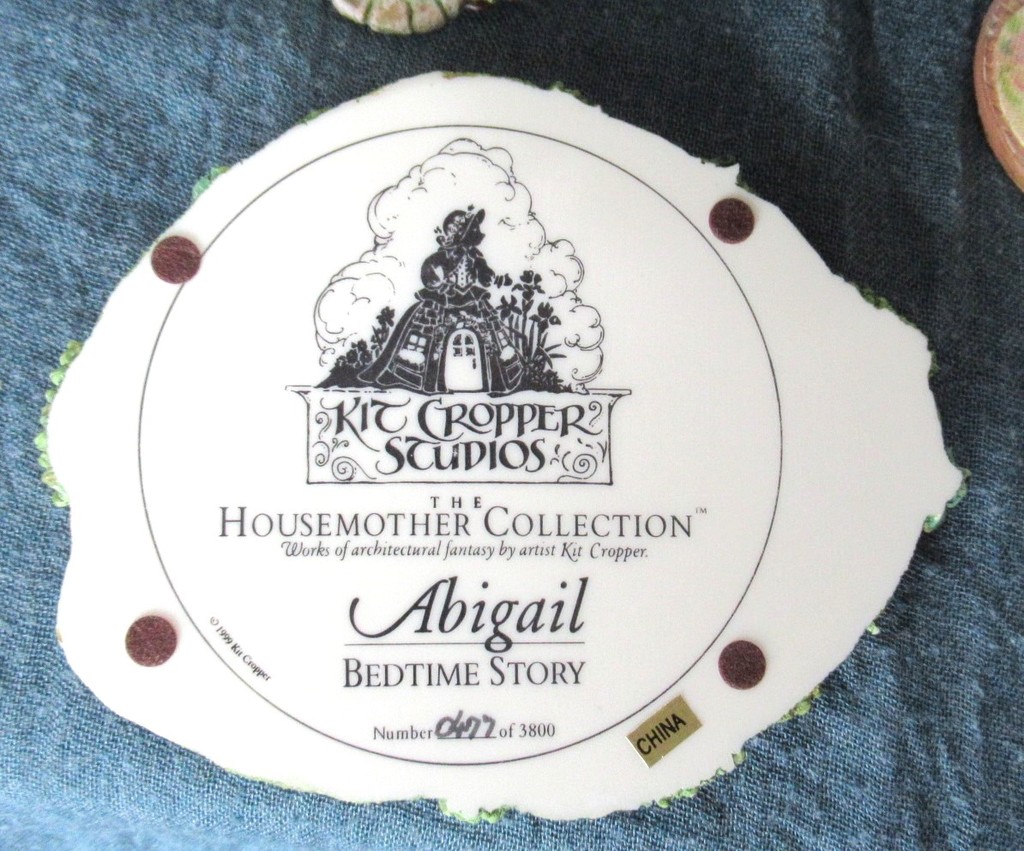 KIT CROPPER
STUDIOS
THE
HOUSEMOTHER COLLECTION™
Works of architectural fantasy by artist Kit Cropper.
Abigail
BEDTIME STORY
© 1999 Kit Cropper
Number 0477 of 3800
CHINA